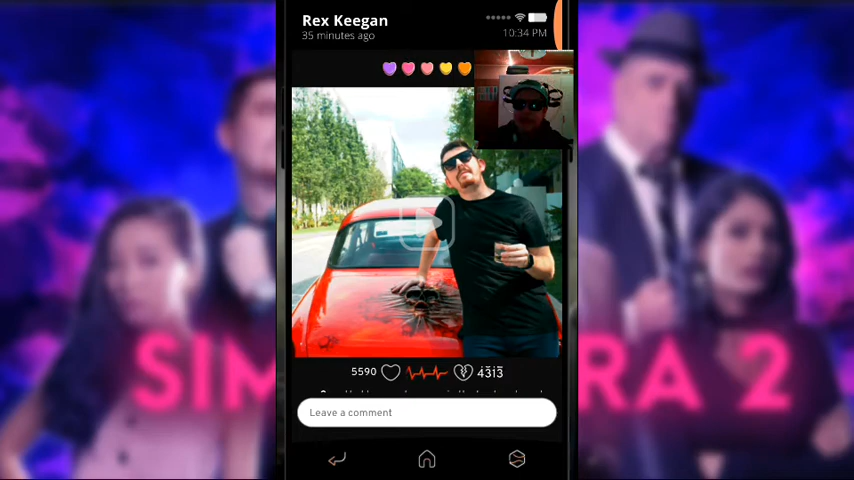 Rex Keegan
35 minutes ago
10:34 PM
5590
4313
Leave a comment
SIM
RA 2